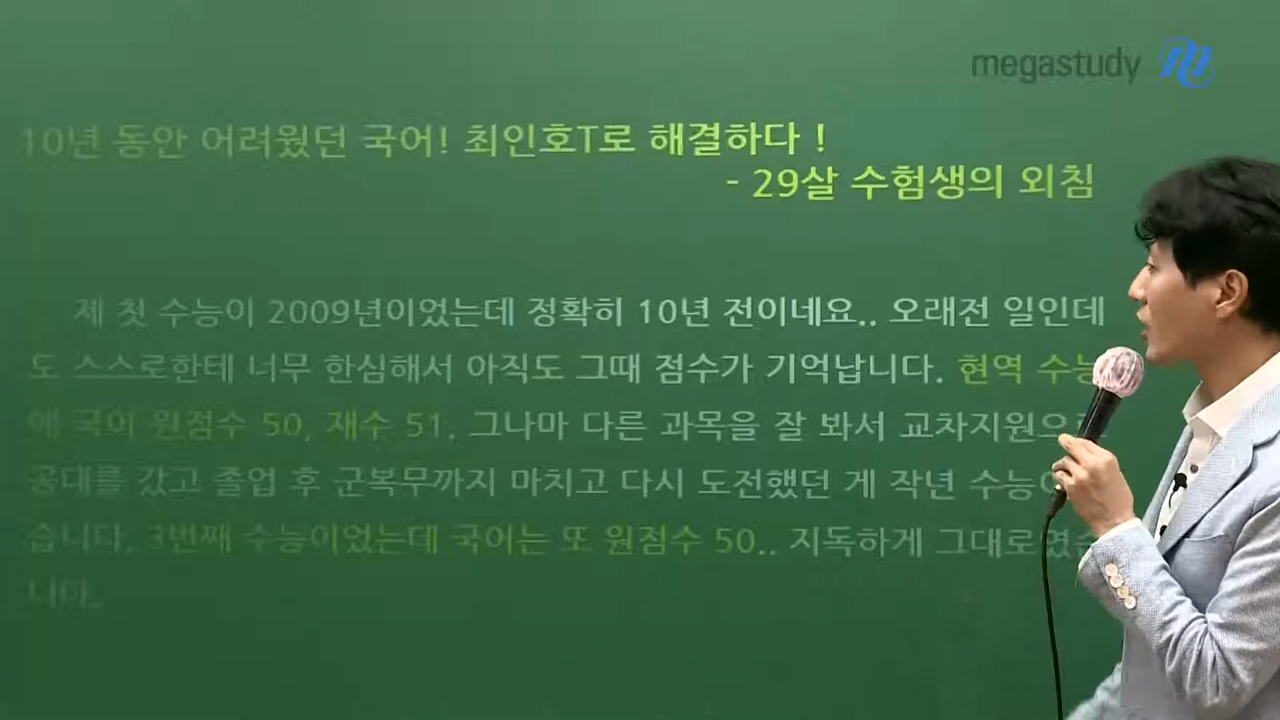 megastudy
10년 동안 어려웠던 국어! 최인호T로 해결하다 !
- 29살 수험생의 외침
제 첫 수능이 2009년이었는데 정확히 10년 전이네요.. 오래전 일인데
도 스스로한테 너무 한심해서 아직도 그때 점수가 기억납니다. 현역 수능
에 국어 원점수 50, 재수 51. 그나마 다른 과목을 잘 봐서 교차지원으로
공대를 갔고 졸업 후 군복무까지 마치고 다시 도전했던 게 작년 수능이
습니다. 3번째 수능이었는데 국어는 또 원점수 50.. 지독하게 그대로였습
니다.